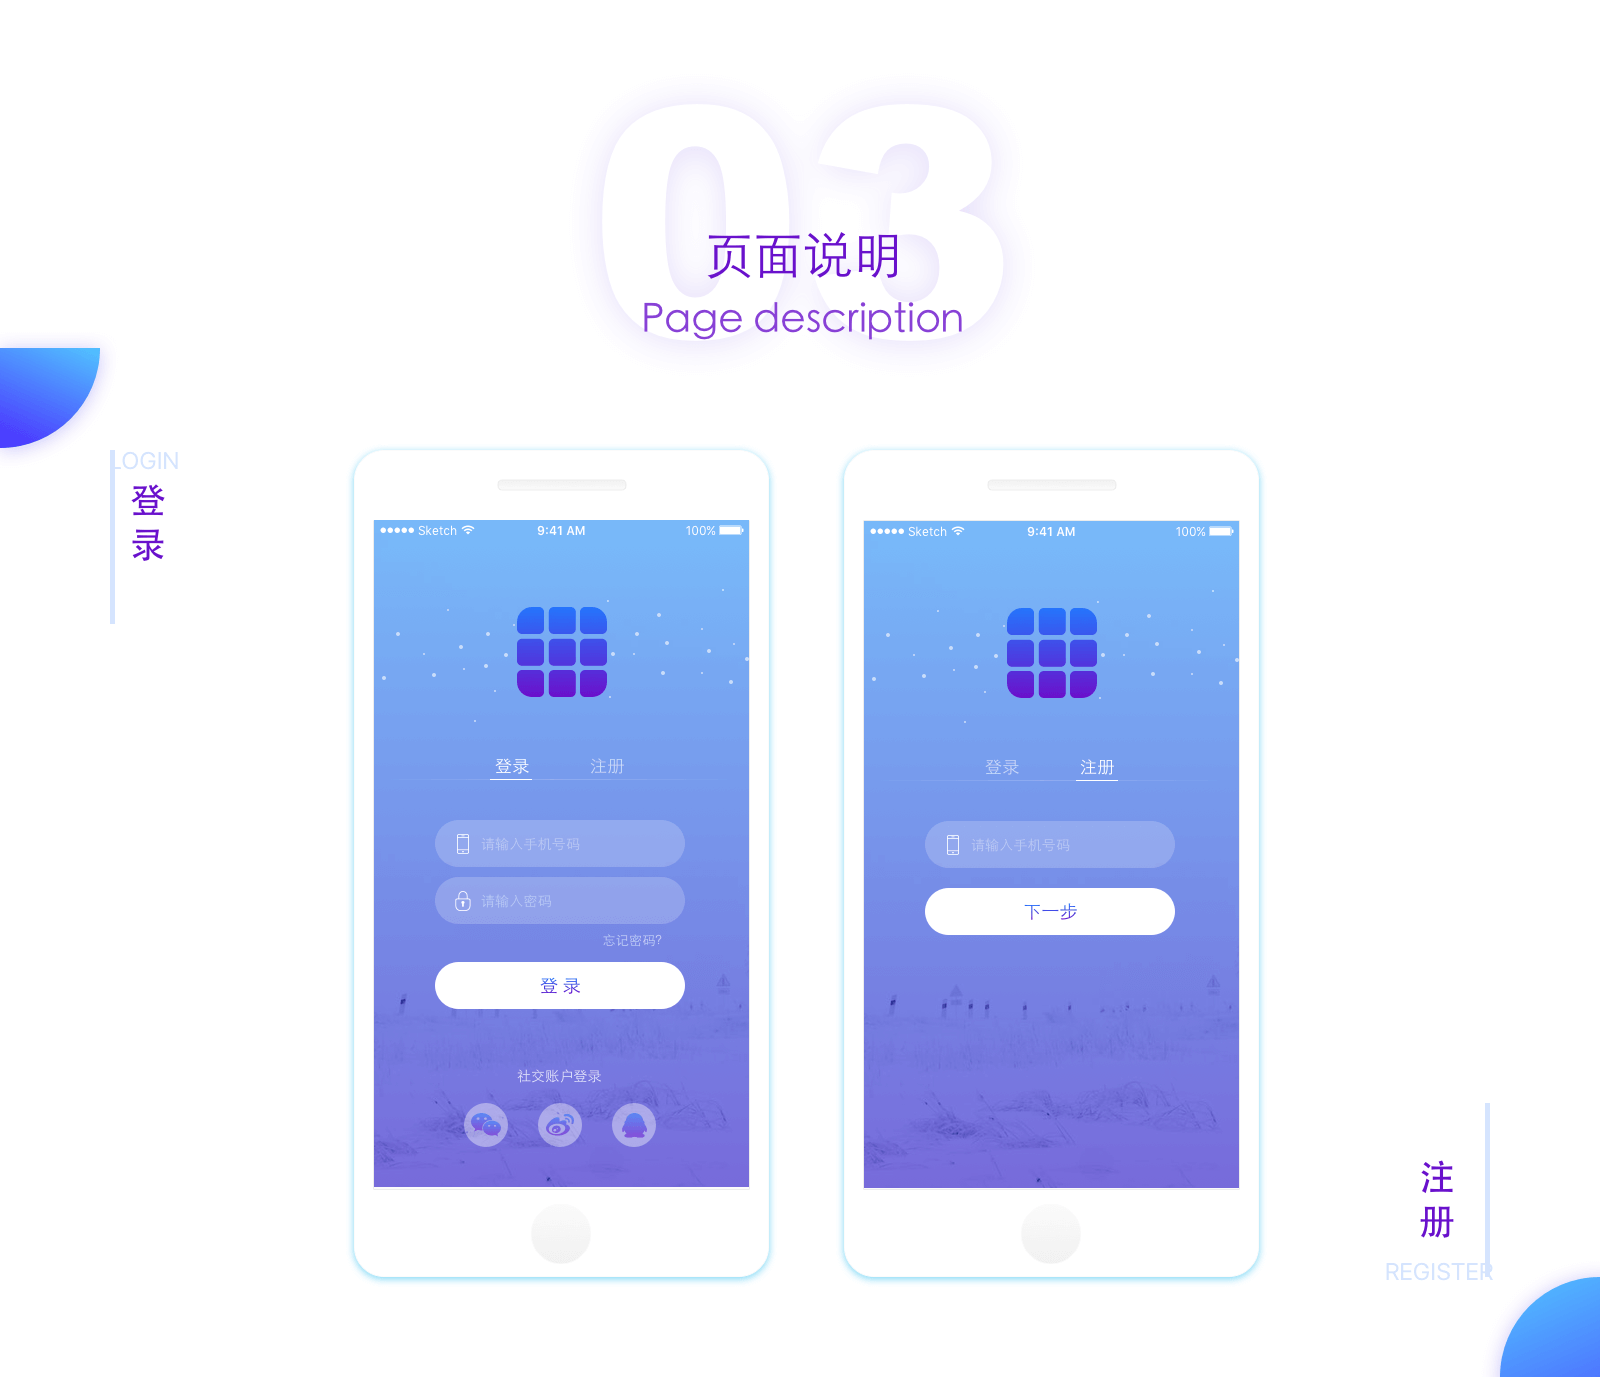 03
页面说明
Page description
LOGIN
登
录
Sketch 9:41 AM 100%
登录 注册
请输入手机号码
请输入密码
忘记密码?
登 录
社交账户登录
Sketch 9:41 AM 100%
登录 注册
请输入手机号码
下一步
注
册
REGISTER